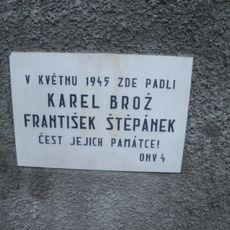 V KVĚTNU 1945 ZDE PADLI
KAREL BROŽ
FRANTIŠEK ŠTĚPÁNEK
ČEST JEJICH PAMÁTCE!
ONV 4